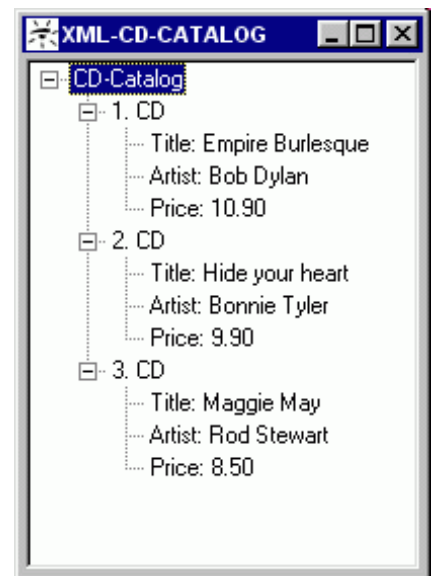 XML-CD-CATALOG
CD-Catalog
1. CD
Title: Empire Burlesque
Artist: Bob Dylan
Price: 10.90
2. CD
Title: Hide your heart
Artist: Bonnie Tyler
Price: 9.90
3. CD
Title: Maggie May
Artist: Rod Stewart
Price: 8.50